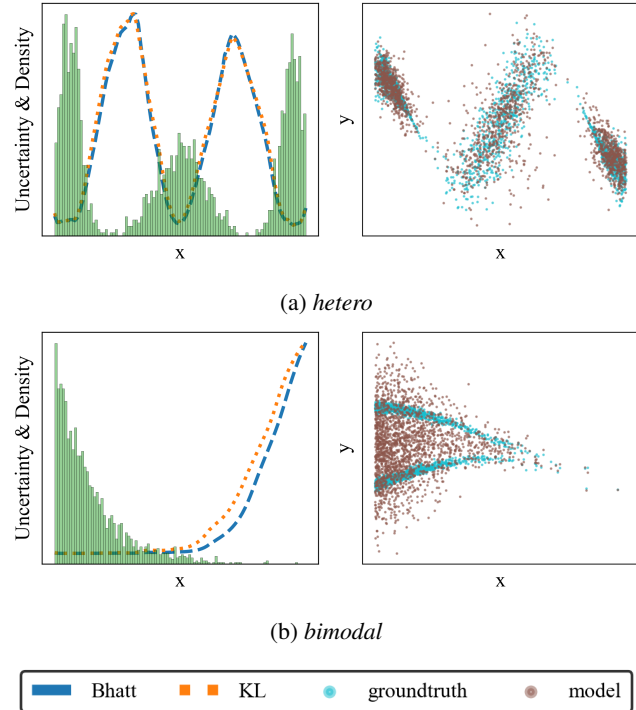 Uncertainty & Density
x
y
x
(a) hetero
Uncertainty & Density
x
y
x
(b) bimodal
Bhatt KL groundtruth model